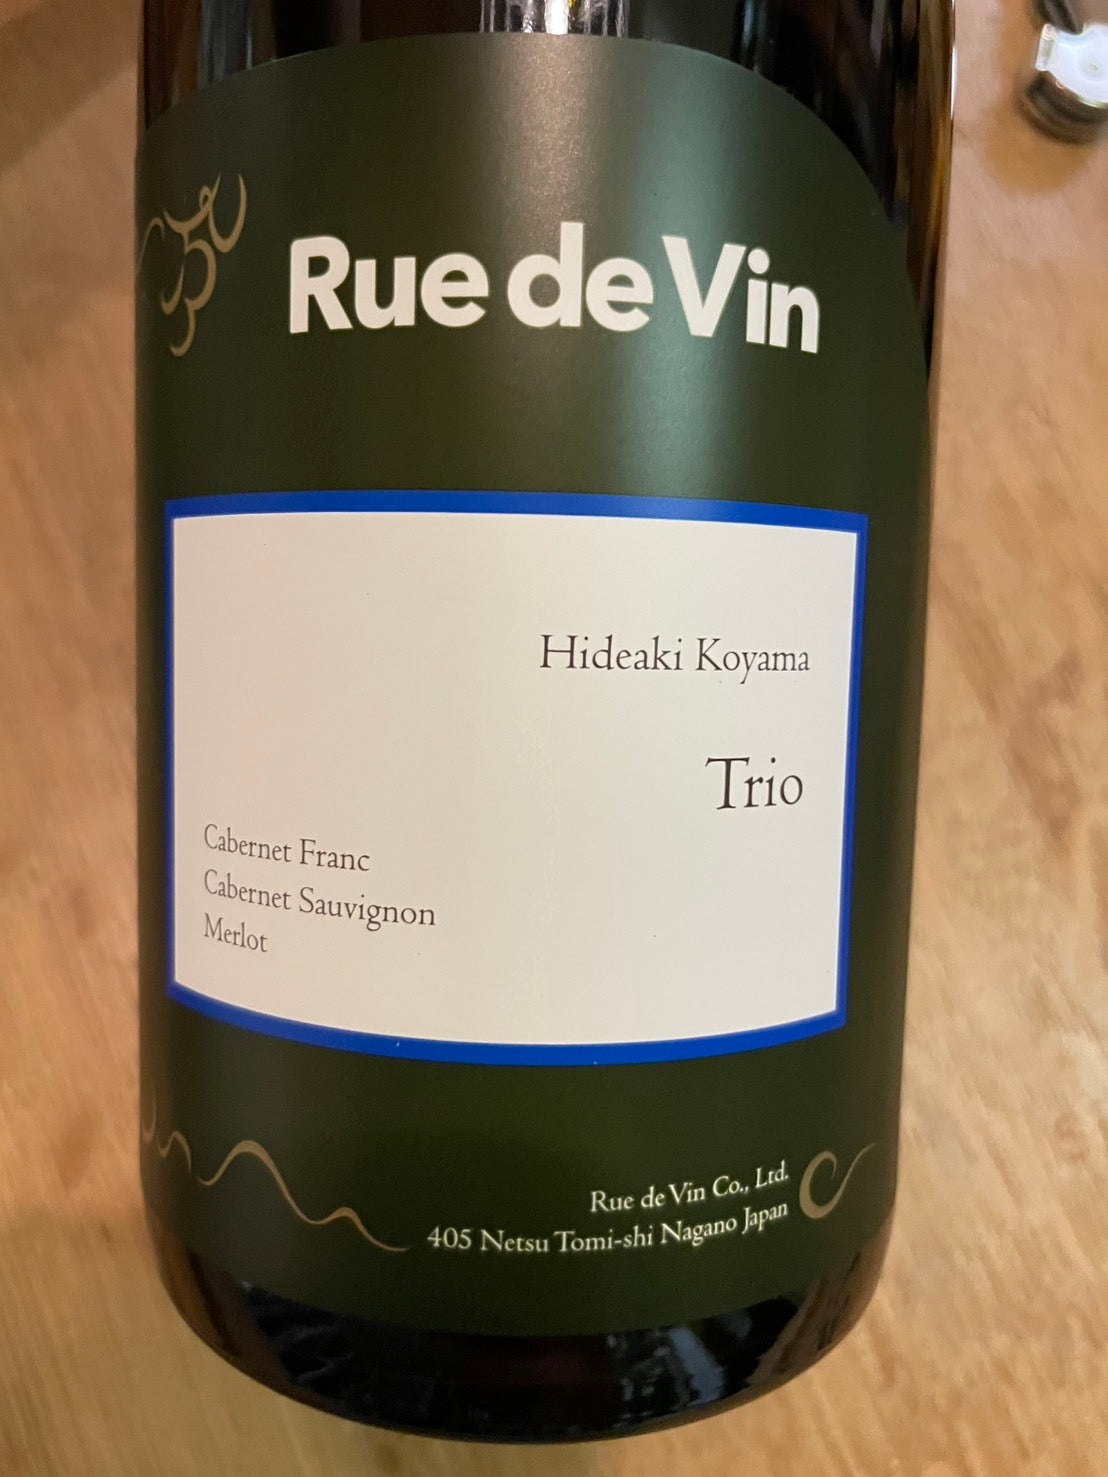 Rue de Vin
Hideaki Koyama
Trio
Cabernet Franc
Cabernet Sauvignon
Merlot
Rue de Vin Co., Ltd.
405 Netsu Tomi-shi Nagano Japan